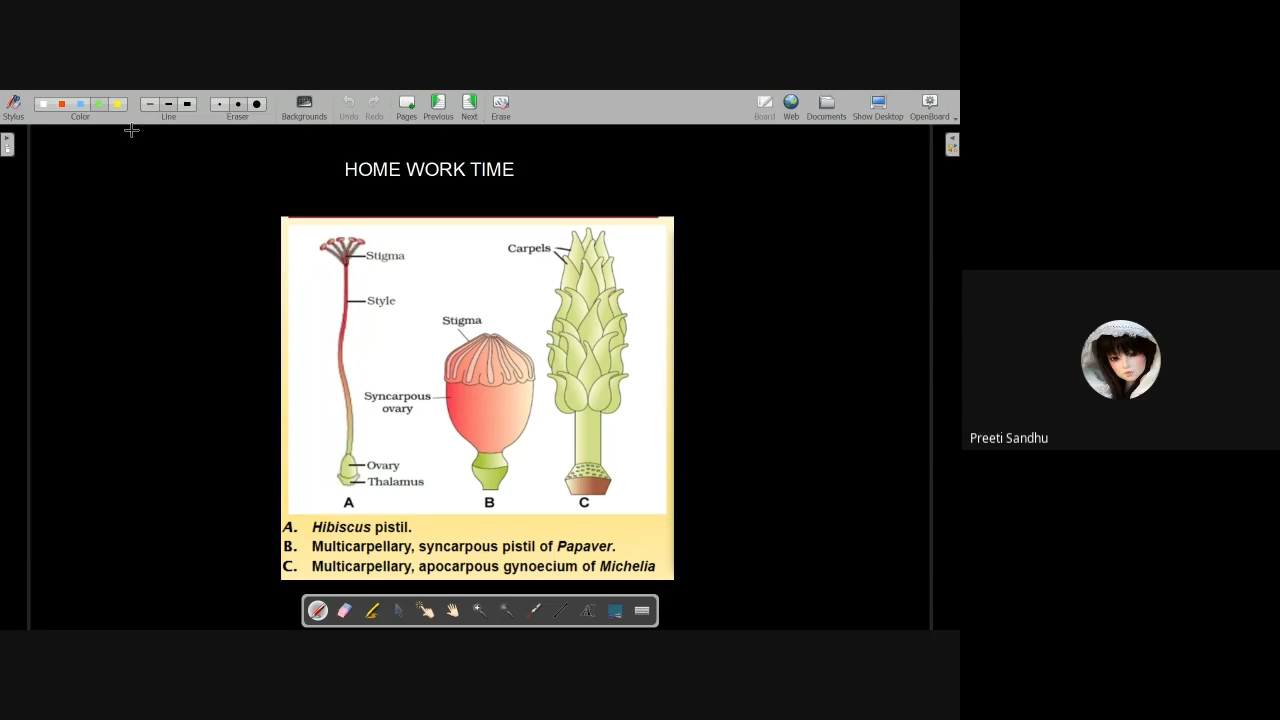 Stylus Color Line Eraser Backgrounds Undo Redo Pages Previous Next Erase Board Web Documents Show Desktop OpenBoard
HOME WORK TIME
Stigma
Style
Ovary
Thalamus
A
Stigma
Syncarpous
ovary
B
Carpels
C
A. Hibiscus pistil.
B. Multicarpellary, syncarpous pistil of Papaver.
C. Multicarpellary, apocarpous gynoecium of Michelia
Preeti Sandhu